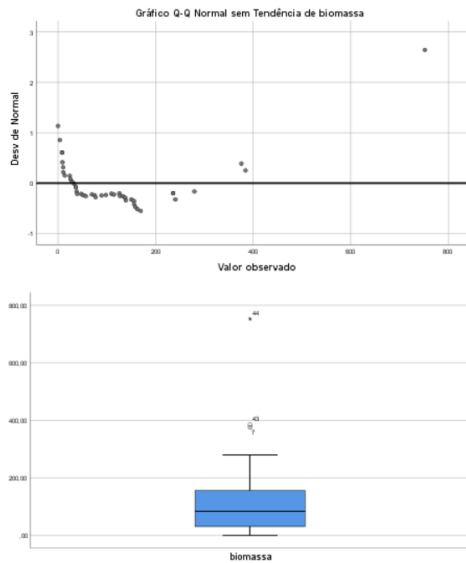 Gráfico Q-Q Normal sem Tendência de biomassa
3
2
1
0
-1
Desv de Normal
0 200 400 600 800
Valor observado
800,00
600,00
400,00
200,00
,00
44
43
7
biomassa